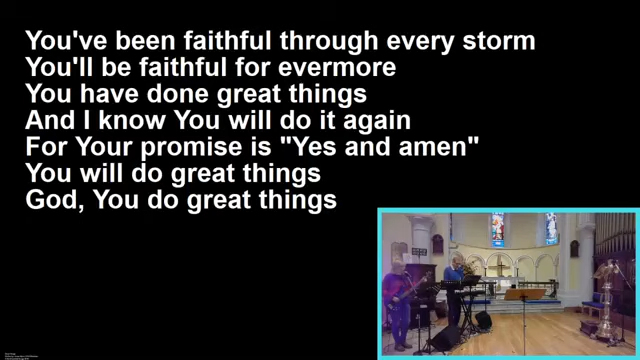 You've been faithful through every storm
You'll be faithful for evermore
You have done great things
And I know You will do it again
For Your promise is "Yes and amen"
You will do great things
God, You do great things